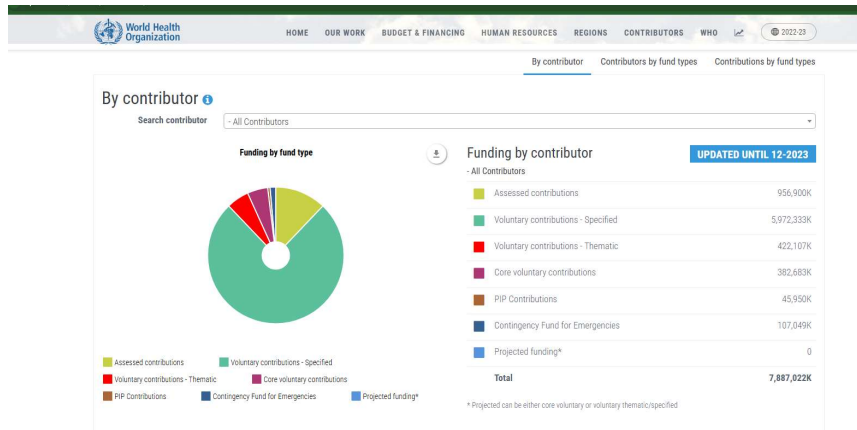 World Health
Organization
HOME OUR WORK BUDGET & FINANCING HUMAN RESOURCES REGIONS CONTRIBUTORS WHO 2022-23
By contributor Contributors by fund types Contributions by fund types
By contributor
Search contributor - All Contributors
Funding by fund type
Funding by contributor UPDATED UNTIL 12-2023
- All Contributors
Assessed contributions 956,900K
Voluntary contributions - Specified 5,972,333K
Voluntary contributions - Thematic 422,107K
Core voluntary contributions 382,683K
PIP Contributions 45,950K
Contingency Fund for Emergencies 107,049K
Projected funding* 0
Total 7,887,022K
* Projected can be either core voluntary or voluntary thematic/specified
Assessed contributions Voluntary contributions - Specified
Voluntary contributions - Thematic Core voluntary contributions
PIP Contributions Contingency Fund for Emergencies Projected funding*